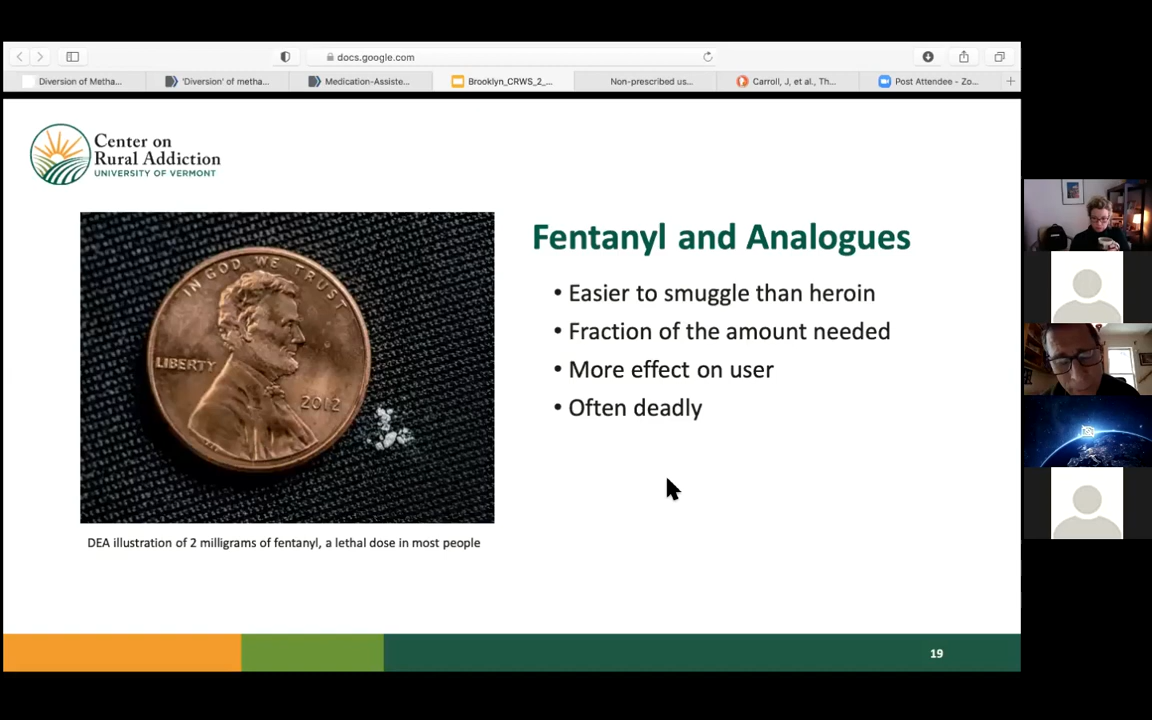 docs.google.com
Diversion of Metha...
'Diversion' of metha...
Medication-Assiste...
Brooklyn_CRWS_2_...
Non-prescribed us...
Carroll, J, et al., Th...
Post Attendee - Zo...
Center on
Rural Addiction
UNIVERSITY OF VERMONT
IN GOD WE TRUST
LIBERTY
2012
DEA illustration of 2 milligrams of fentanyl, a lethal dose in most people
Fentanyl and Analogues
• Easier to smuggle than heroin
• Fraction of the amount needed
• More effect on user
• Often deadly
19